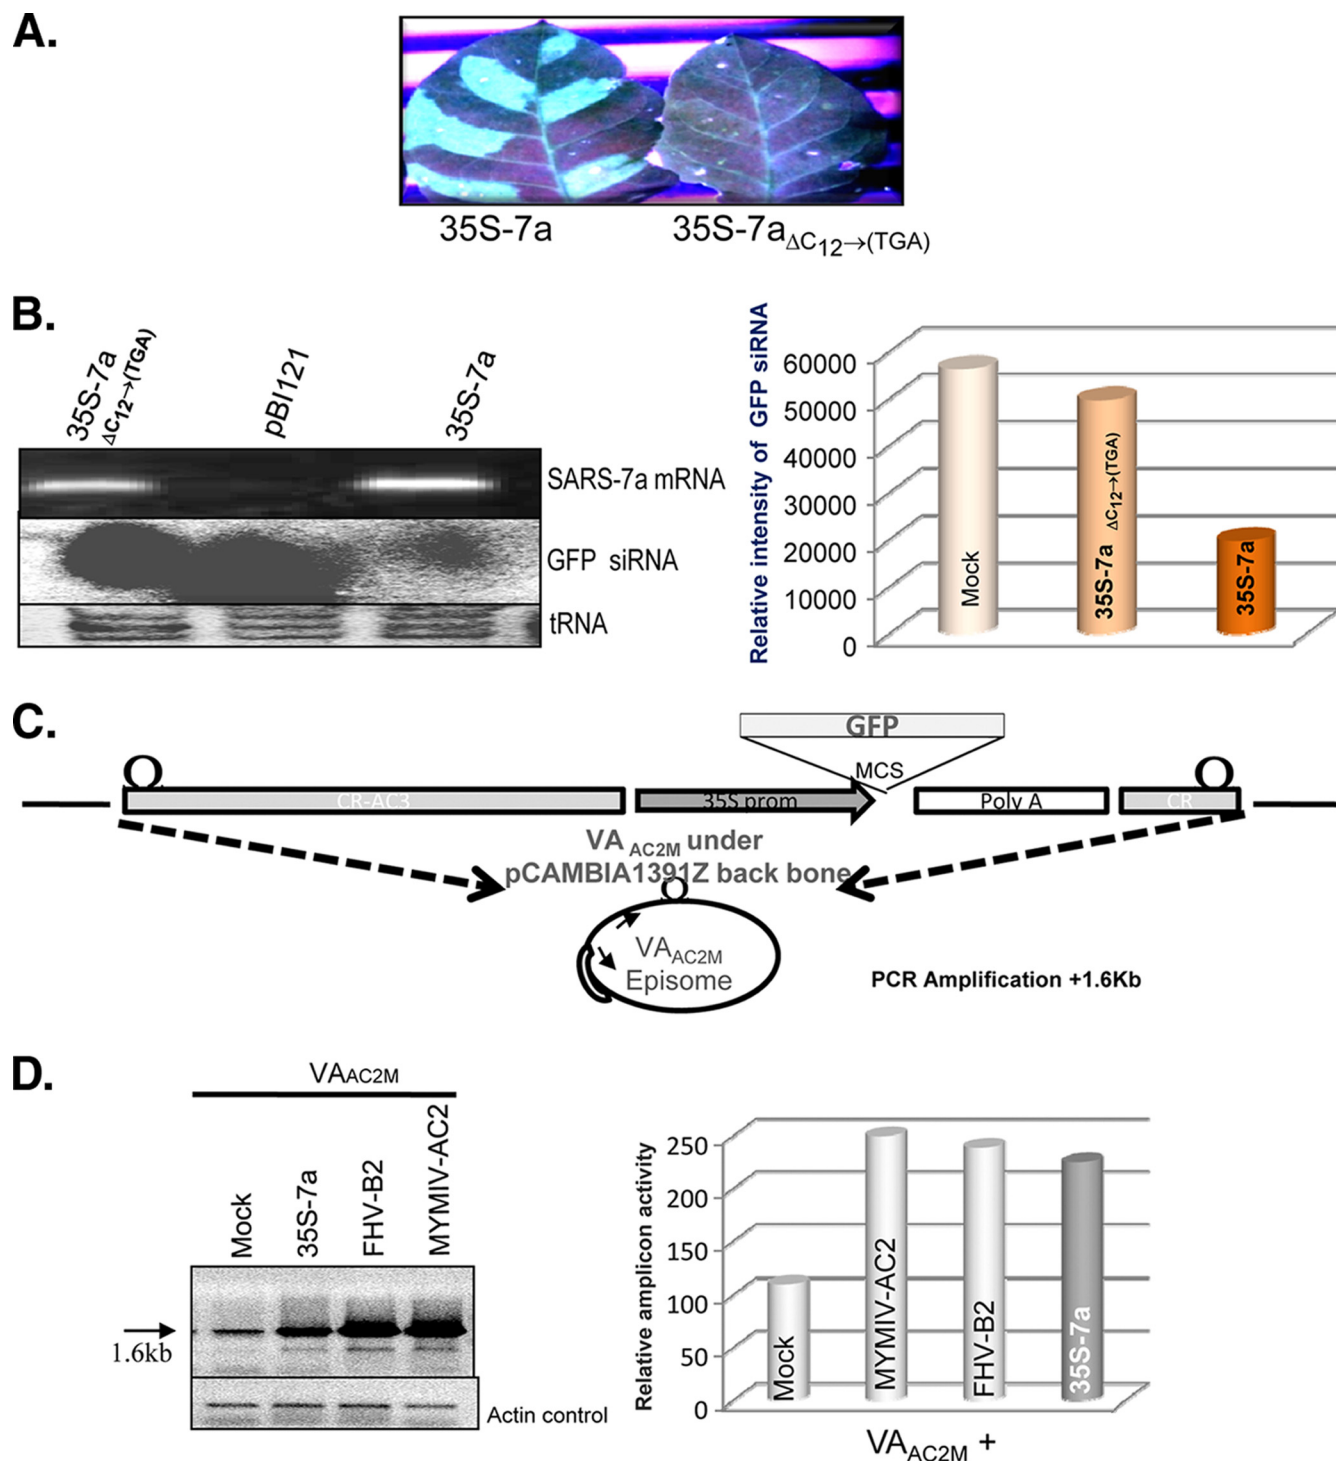 A.
35S-7a
35S-7aΔC12→(TGA)
B.
35S-7a
ΔC12→(TGA)
pBI121
35S-7a
SARS-7a mRNA
GFP siRNA
tRNA
Relative intensity of GFP siRNA
60000
50000
40000
30000
20000
10000
0
Mock
35S-7a ΔC12→(TGA)
35S-7a
C.
GFP
MCS
CR-AC3
35S prom
Poly A
CR
VA AC2M under
pCAMBIA1391Z back bone
VAAC2M
Episome
PCR Amplification +1.6Kb
D.
VAAC2M
Mock
35S-7a
FHV-B2
MYMIV-AC2
1.6kb
Actin control
Relative amplicon activity
250
200
150
100
50
0
Mock
MYMIV-AC2
FHV-B2
35S-7a
VAAC2M +